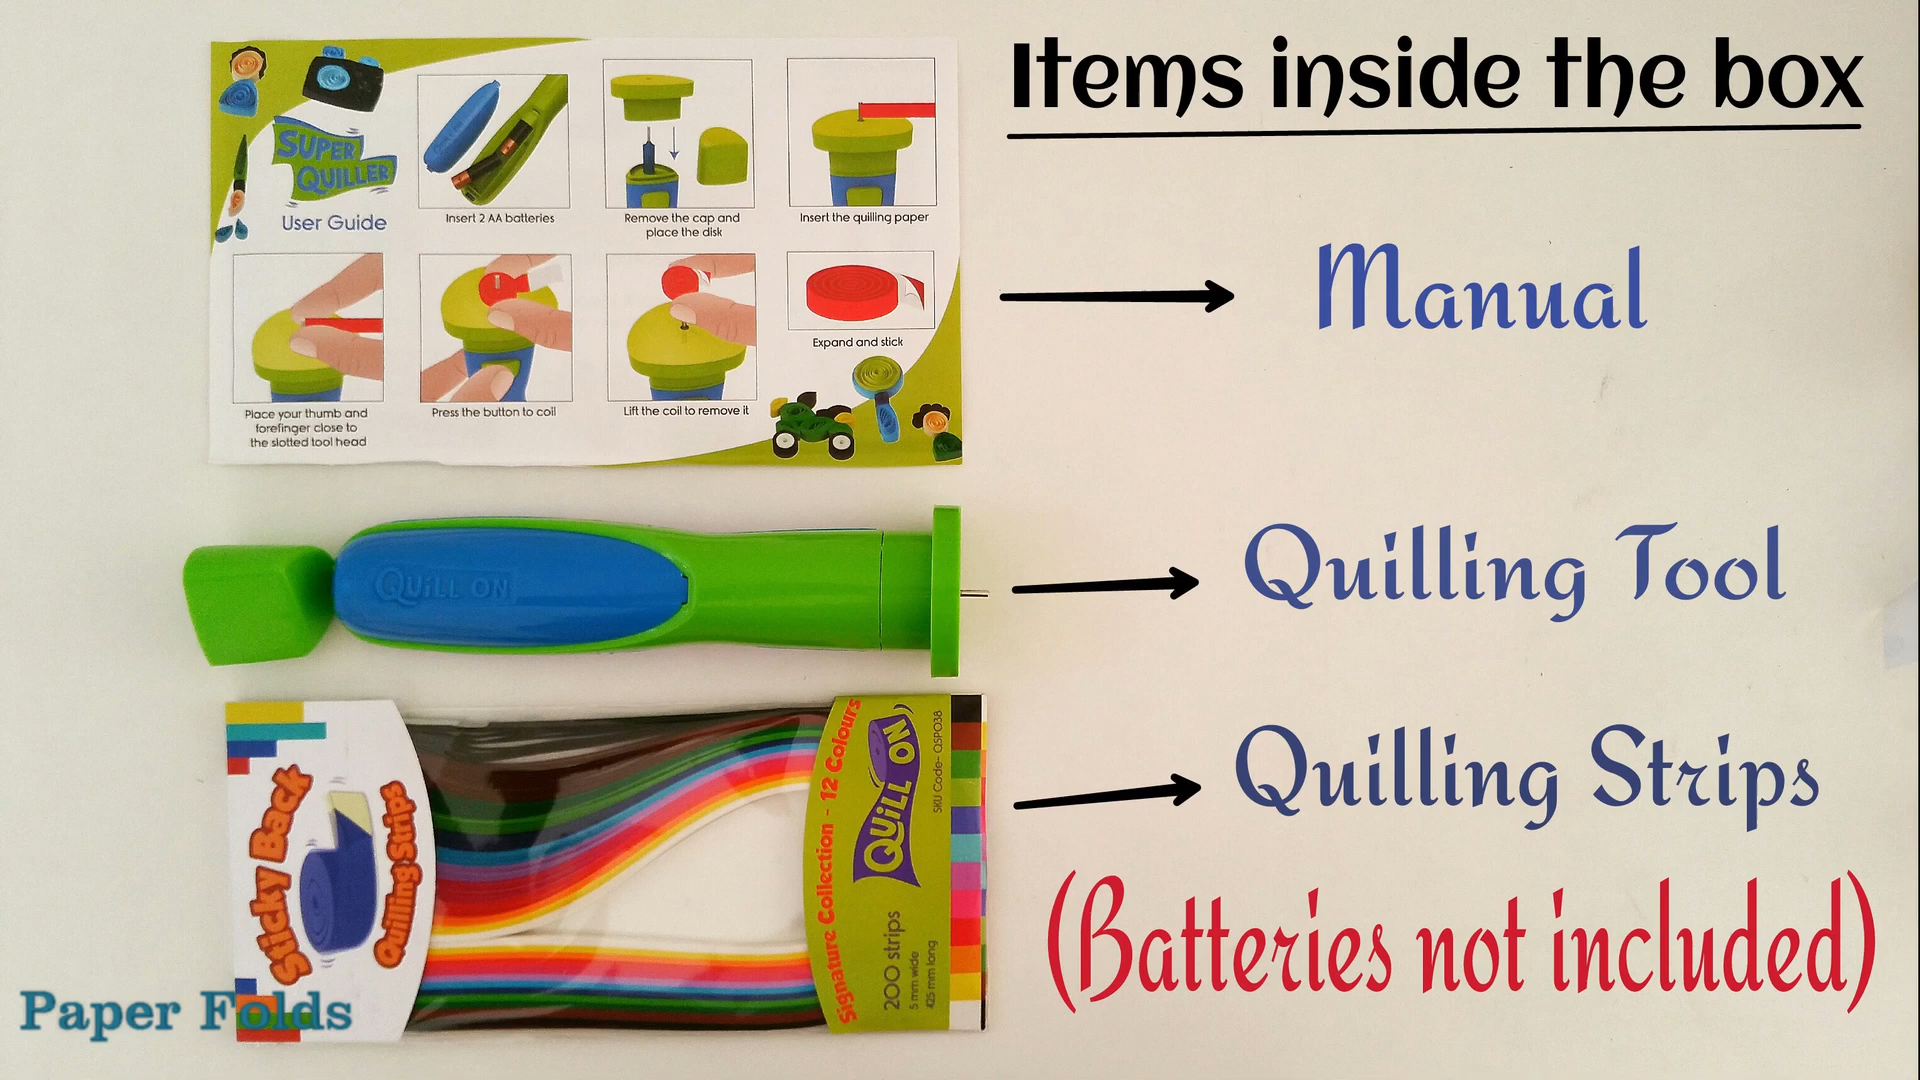 Items inside the box
SUPER
QUILLER
User Guide
Insert 2 AA batteries
Remove the cap and
place the disk
Insert the quilling paper
Place your thumb and
forefinger close to
the slotted tool head
Press the button to coil
Lift the coil to remove it
Expand and stick
Manual
QUiLL ON
Quilling Tool
Sticky Back
Quilling Strips
Signature Collection - 12 Colours
QUiLL ON
SKU Code- QSP038
200 strips
5 mm wide
425 mm long
Quilling Strips
(Batteries not included)
Paper Folds